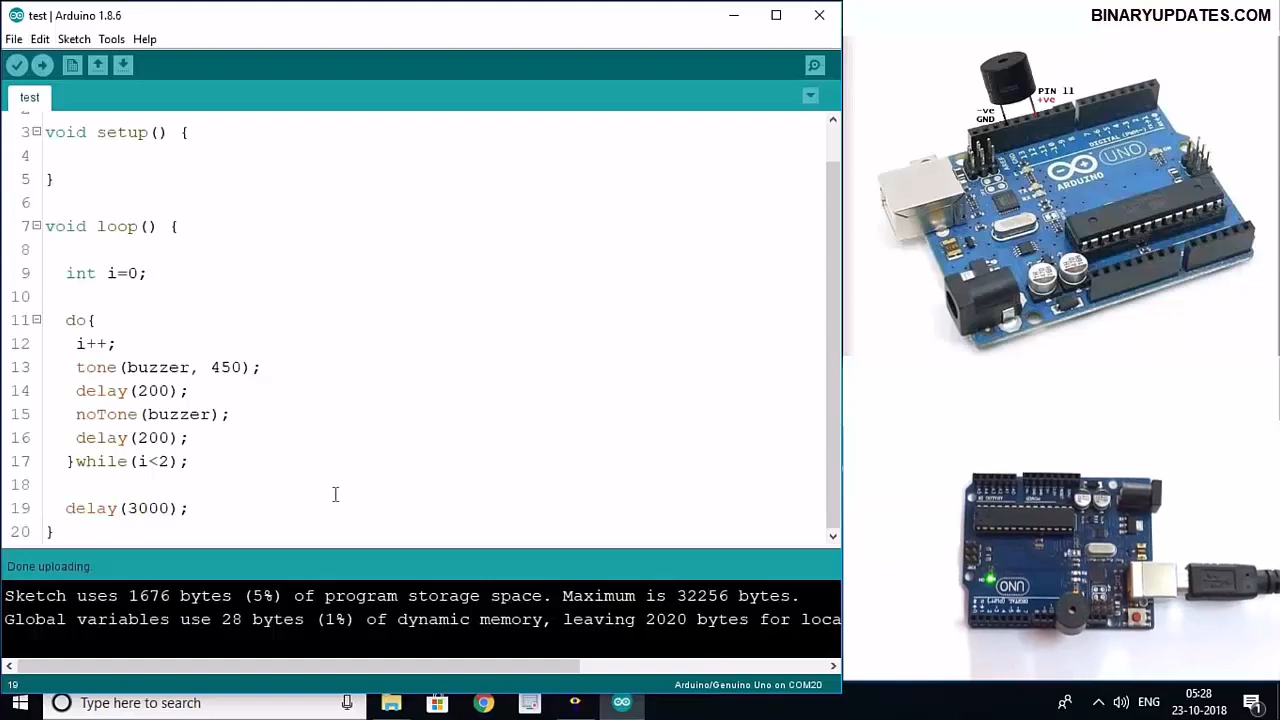 test | Arduino 1.8.6
File Edit Sketch Tools Help
test
2
3 void setup() {
4
5 }
6
7 void loop() {
8
9 int i=0;
10
11 do{
12 i++;
13 tone(buzzer, 450);
14 delay(200);
15 noTone(buzzer);
16 delay(200);
17 }while(i<2);
18
19 delay(3000);
20 }
Done uploading.
Sketch uses 1676 bytes (5%) of program storage space. Maximum is 32256 bytes.
Global variables use 28 bytes (1%) of dynamic memory, leaving 2020 bytes for loca
19
Arduino/Genuino Uno on COM20
BINARYUPDATES.COM
PIN 11
+ve
-ve
GND
DIGITAL (PWM~)
UNO
ARDUINO
UNO
Type here to search
ENG
05:28
23-10-2018
1